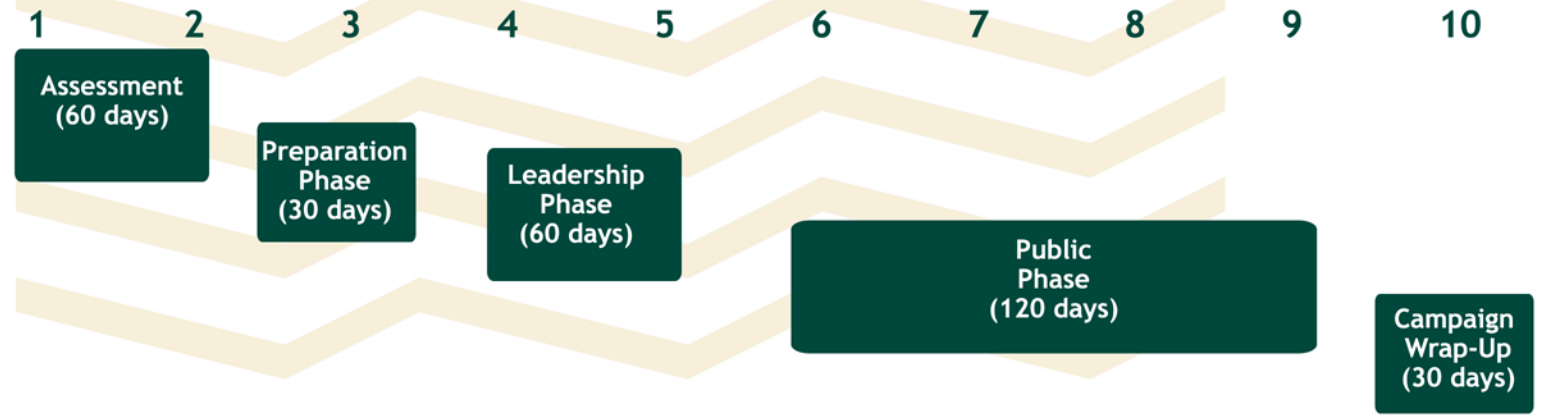 1 2 3 4 5 6 7 8 9 10
Assessment
(60 days)
Preparation
Phase
(30 days)
Leadership
Phase
(60 days)
Public
Phase
(120 days)
Campaign
Wrap-Up
(30 days)